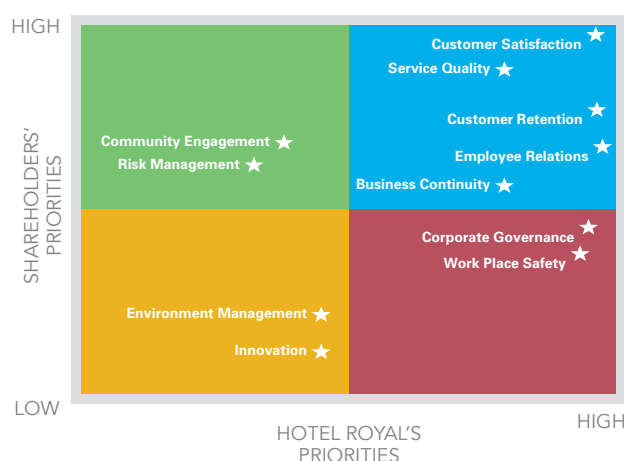 HIGH
Customer Satisfaction
Service Quality
Customer Retention
Community Engagement
Employee Relations
Risk Management
Business Continuity
SHAREHOLDERS'
PRIORITIES
Corporate Governance
Work Place Safety
Environment Management
Innovation
LOW
HIGH
HOTEL ROYAL'S
PRIORITIES